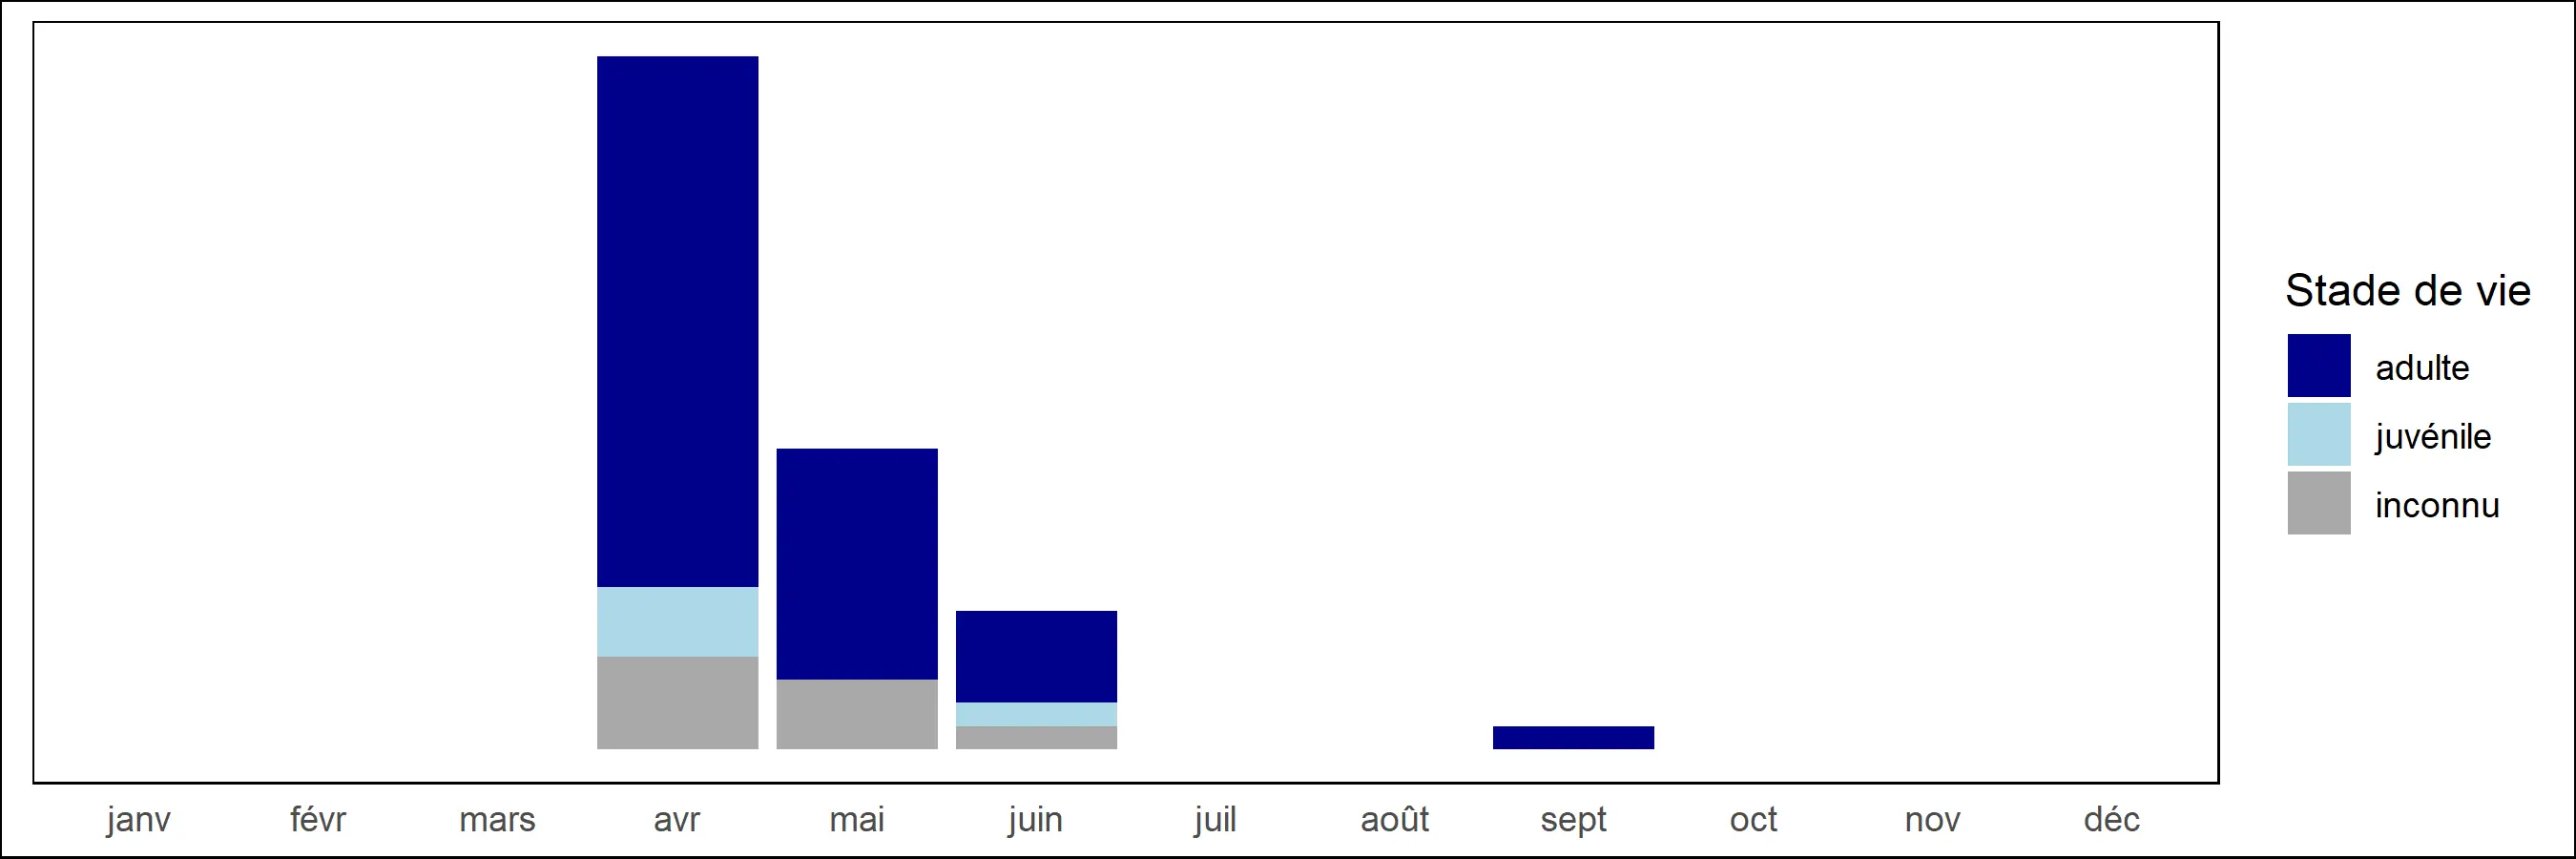 Stade de vie
adulte
juvénile
inconnu
janv févr mars avr mai juin juil août sept oct nov déc